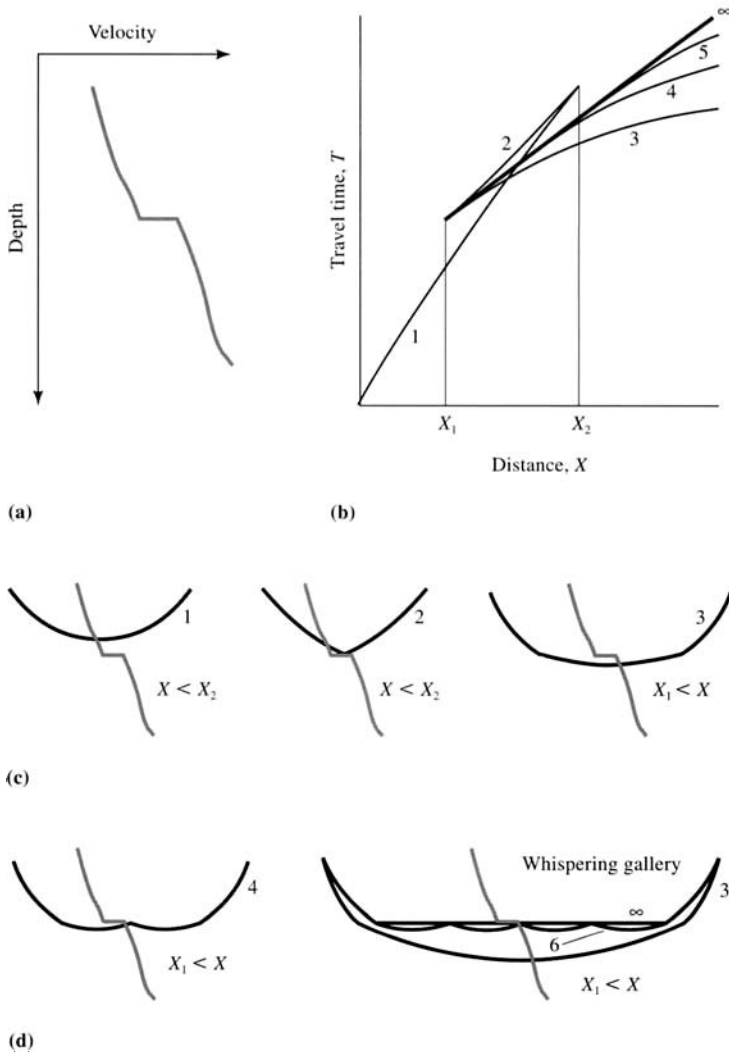 Velocity
Depth
(a)
∞
5
4
3
2
1
Travel time, T
X₁
X₂
Distance, X
(b)
1
X < X₂
2
X < X₂
3
X₁ < X
(c)
4
X₁ < X
Whispering gallery
3
∞
6
X₁ < X
(d)